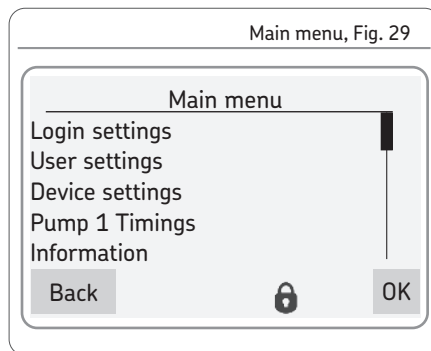 Main menu, Fig. 29
Main menu
Login settings
User settings
Device settings
Pump 1 Timings
Information
Back
OK